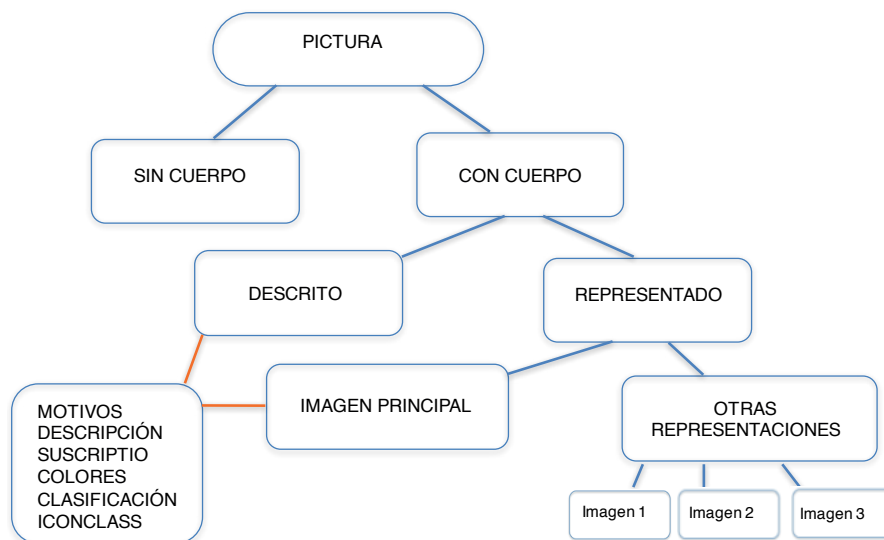 PICTURA
SIN CUERPO
CON CUERPO
DESCRITO
REPRESENTADO
MOTIVOS
DESCRIPCIÓN
SUSCRIPTIO
COLORES
CLASIFICACIÓN
ICONCLASS
IMAGEN PRINCIPAL
OTRAS
REPRESENTACIONES
Imagen 1
Imagen 2
Imagen 3